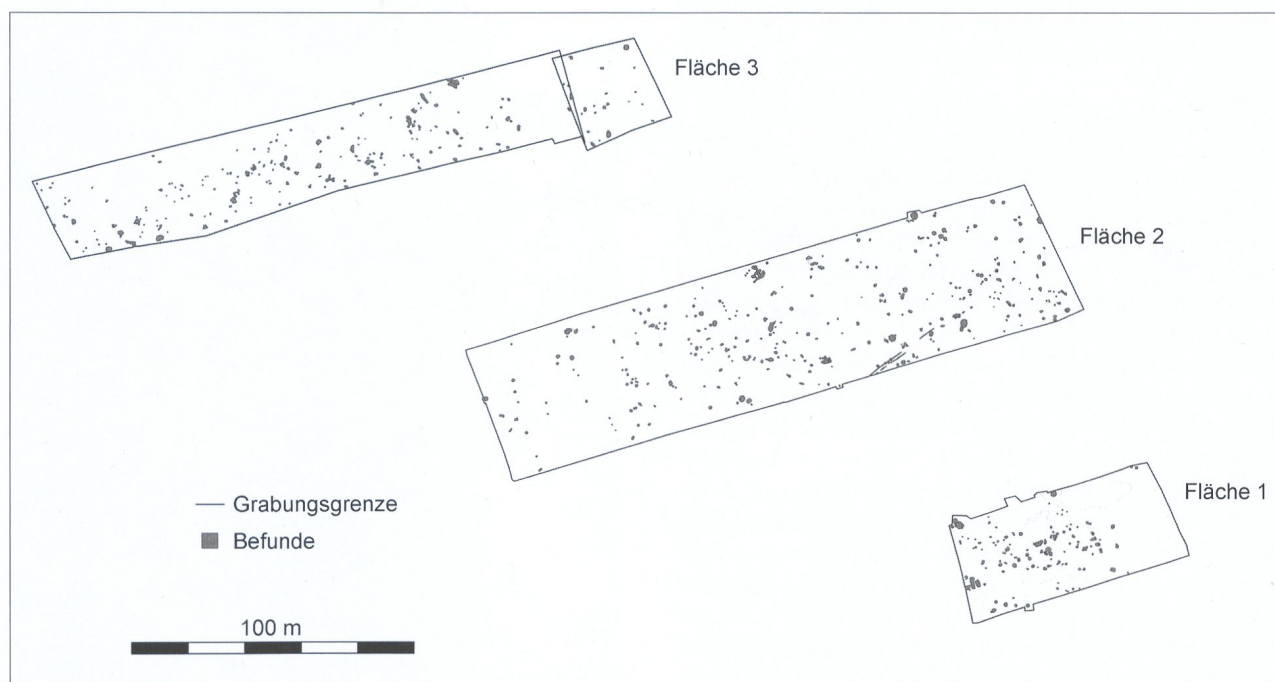 Fläche 3
Fläche 2
Fläche 1
Grabungsgrenze
Befunde
100 m